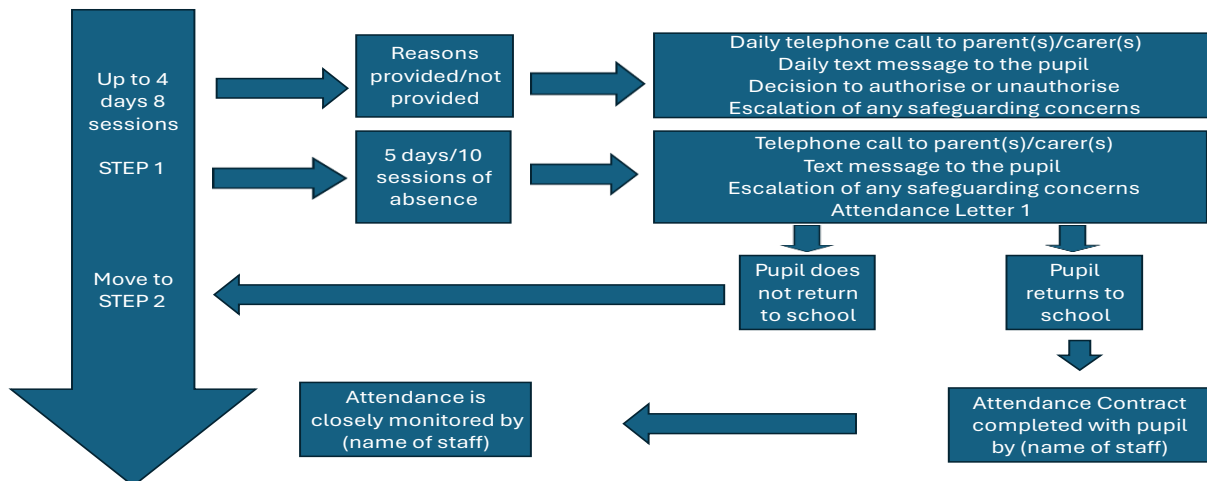 Up to 4
days 8
sessions
Reasons
provided/not
provided
Daily telephone call to parent(s)/carer(s)
Daily text message to the pupil
Decision to authorise or unauthorise
Escalation of any safeguarding concerns
STEP 1
5 days/10
sessions of
absence
Telephone call to parent(s)/carer(s)
Text message to the pupil
Escalation of any safeguarding concerns
Attendance Letter 1
Move to
STEP 2
Pupil does
not return
to school
Pupil
returns to
school
Attendance is
closely monitored by
(name of staff)
Attendance Contract
completed with pupil
by (name of staff)